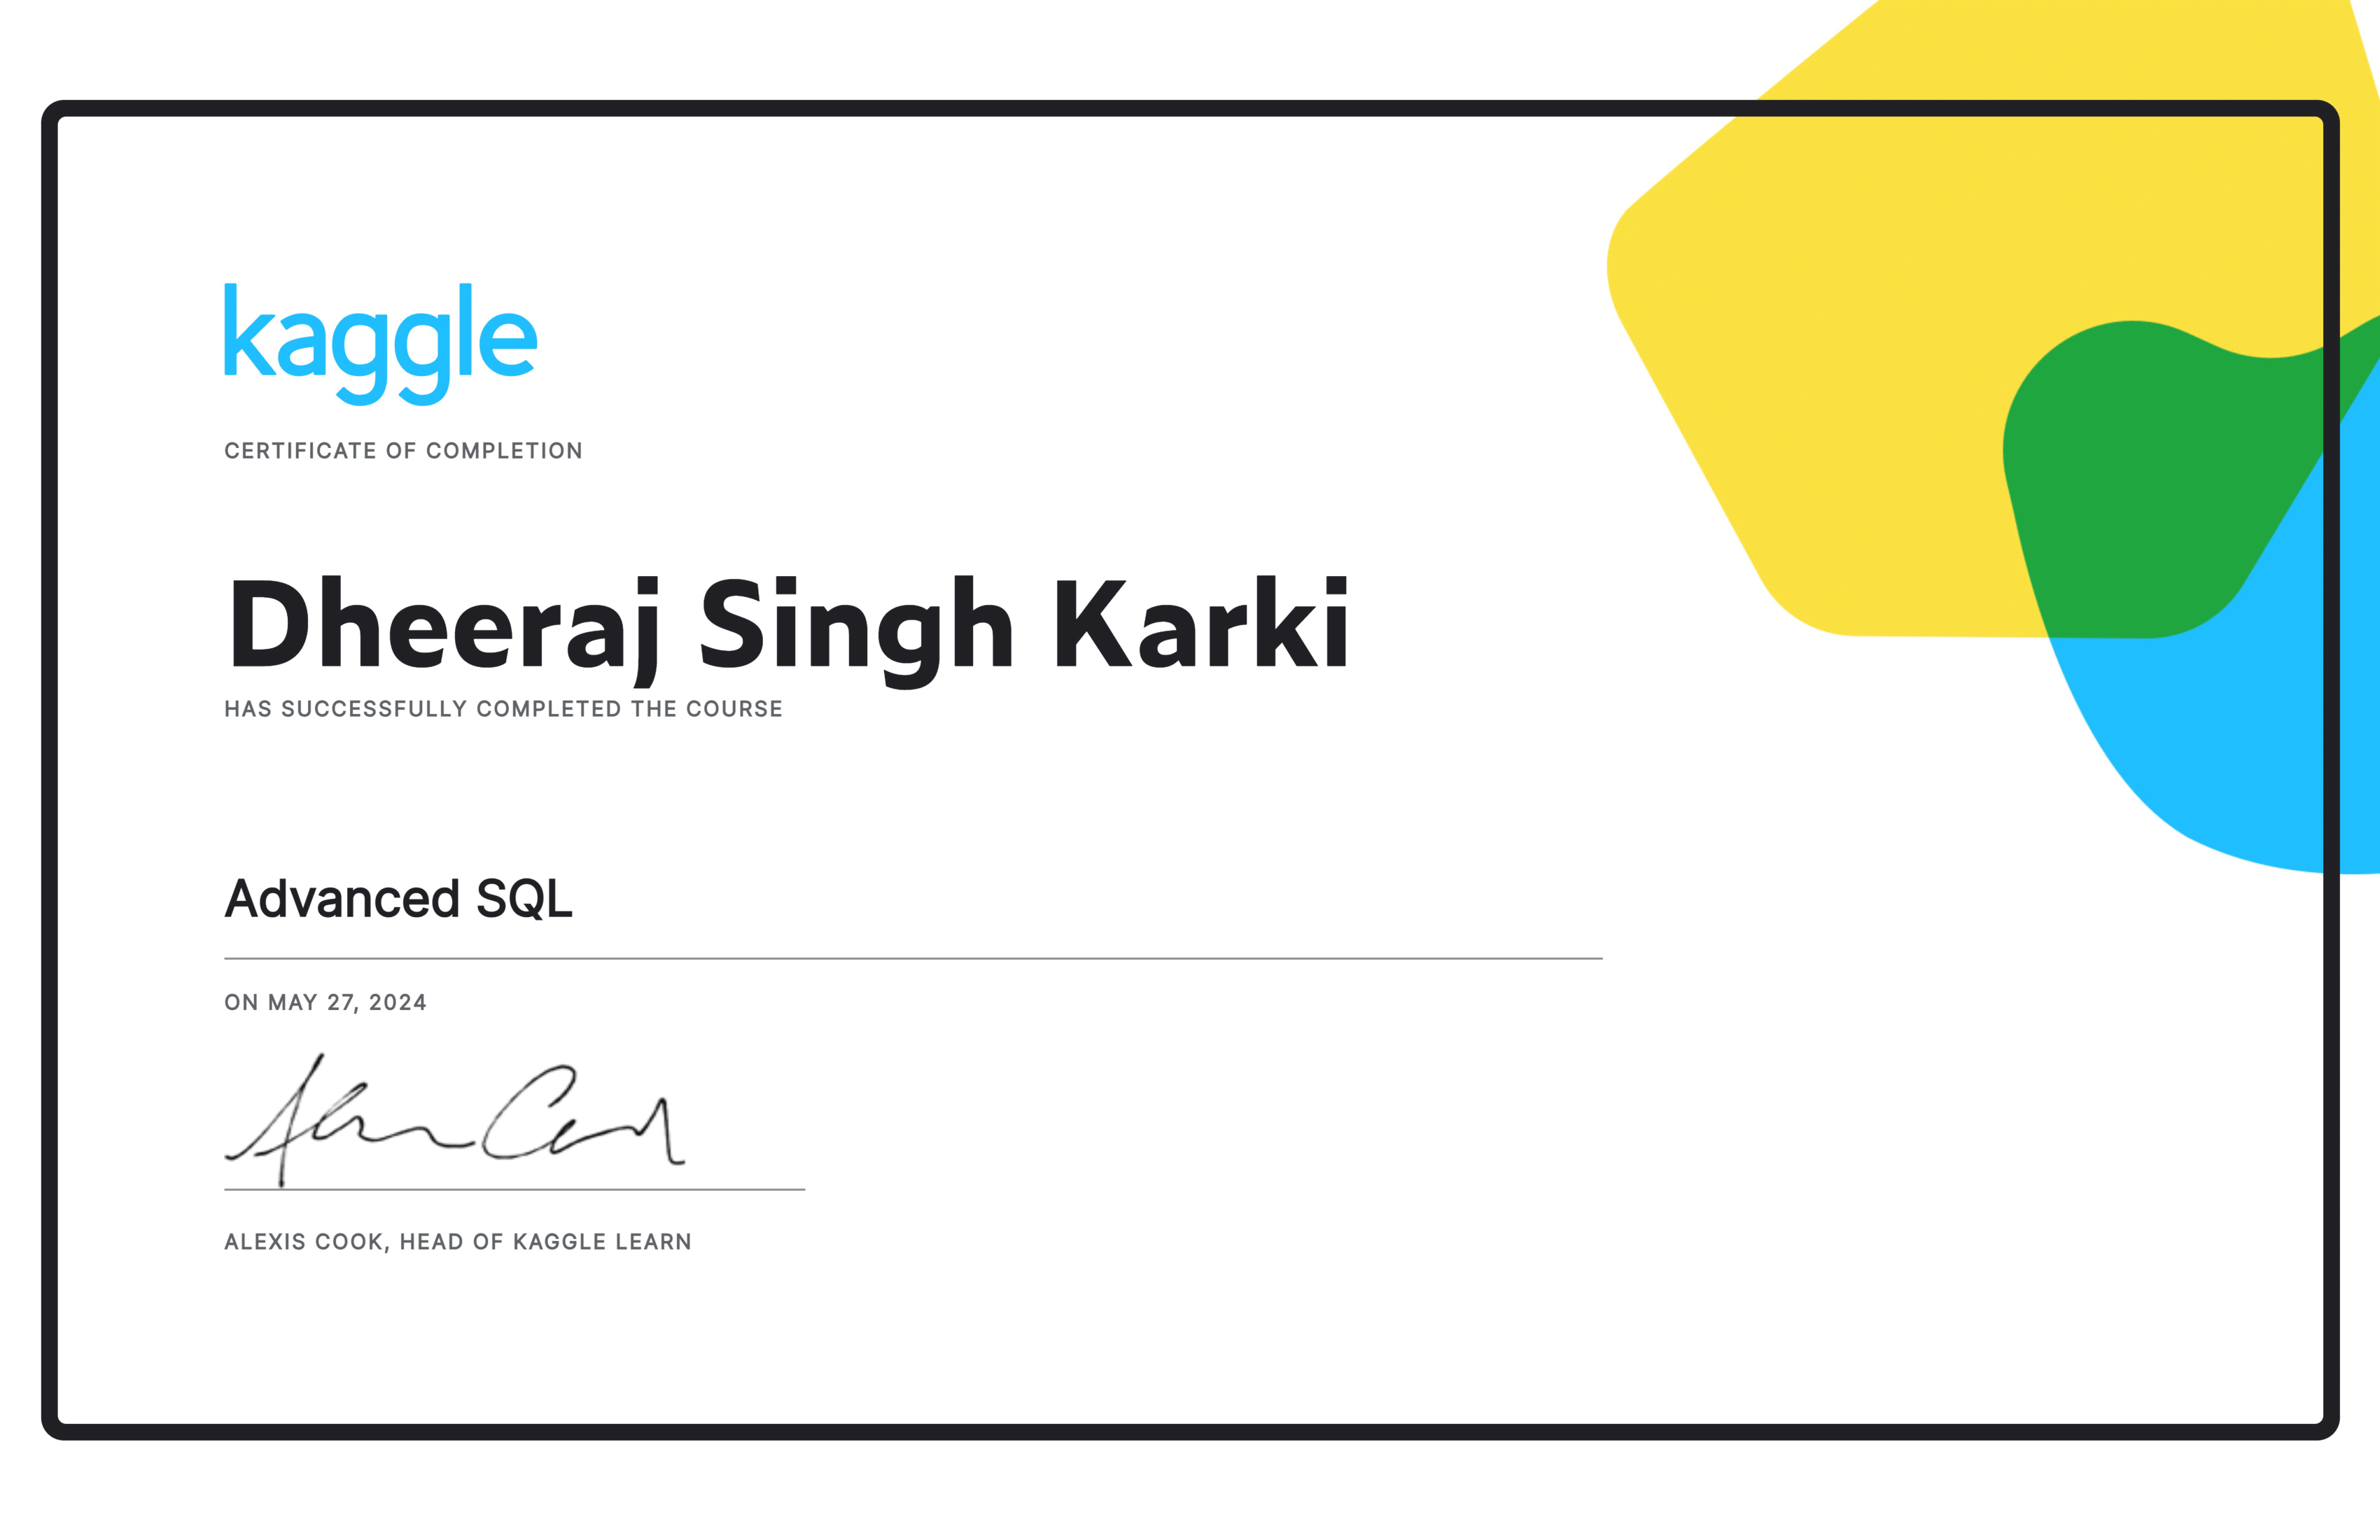 kaggle
CERTIFICATE OF COMPLETION
Dheeraj Singh Karki
HAS SUCCESSFULLY COMPLETED THE COURSE
Advanced SQL
ON MAY 27, 2024
ALEXIS COOK, HEAD OF KAGGLE LEARN